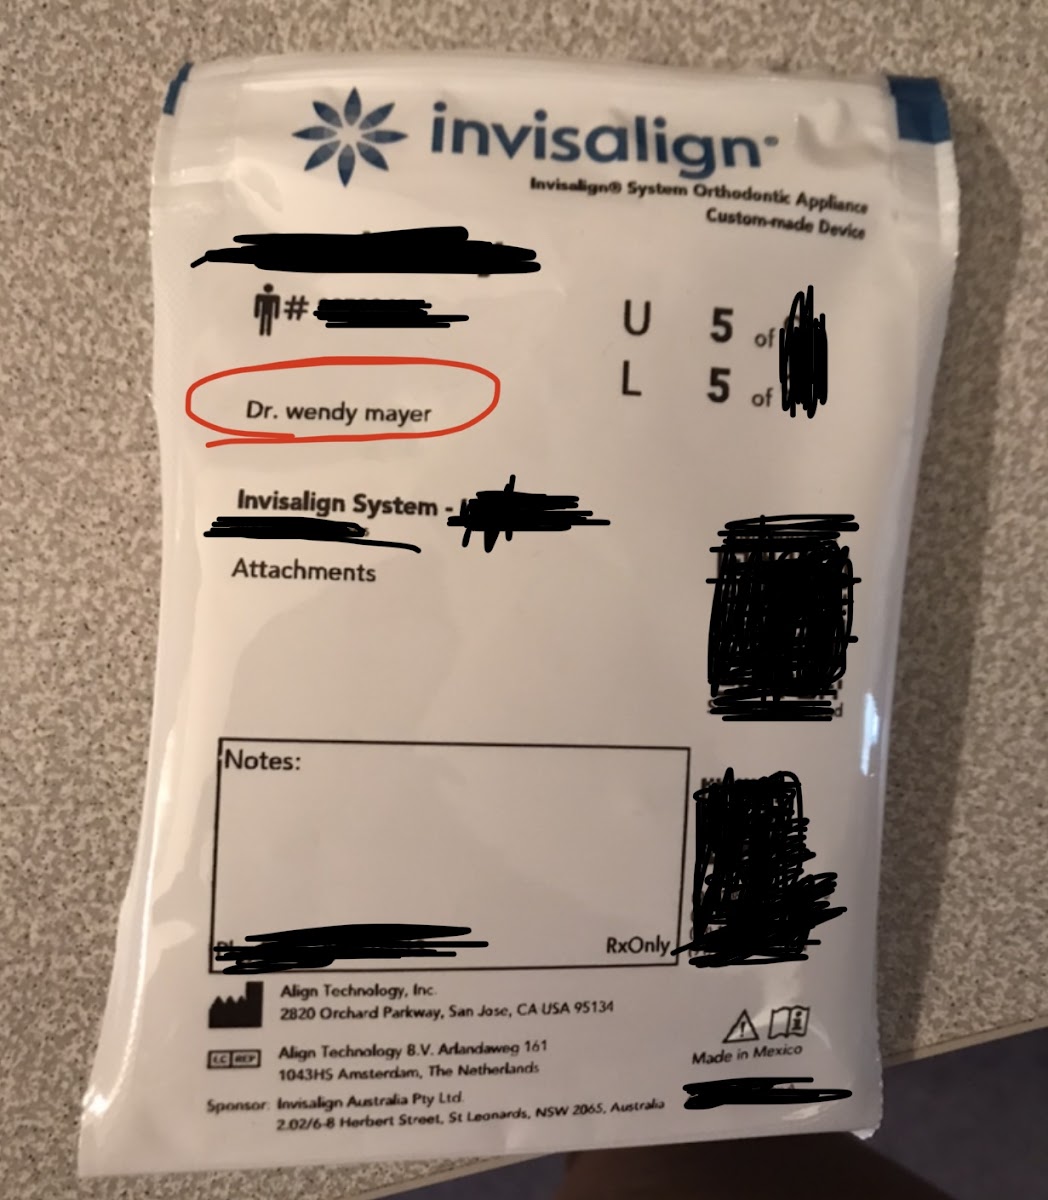 invisalign®
Invisalign® System Orthodontic Appliance
Custom-made Device
#
U 5 of
L 5 of
Dr. wendy mayer
Invisalign System -
Attachments
Notes:
RxOnly
Align Technology, Inc.
2820 Orchard Parkway, San Jose, CA USA 95134
EC REP
Align Technology B.V. Arlandaweg 161
1043HS Amsterdam, The Netherlands
Made in Mexico
Sponsor: Invisalign Australia Pty Ltd.
2.02/6-8 Herbert Street, St Leonards, NSW 2065, Australia